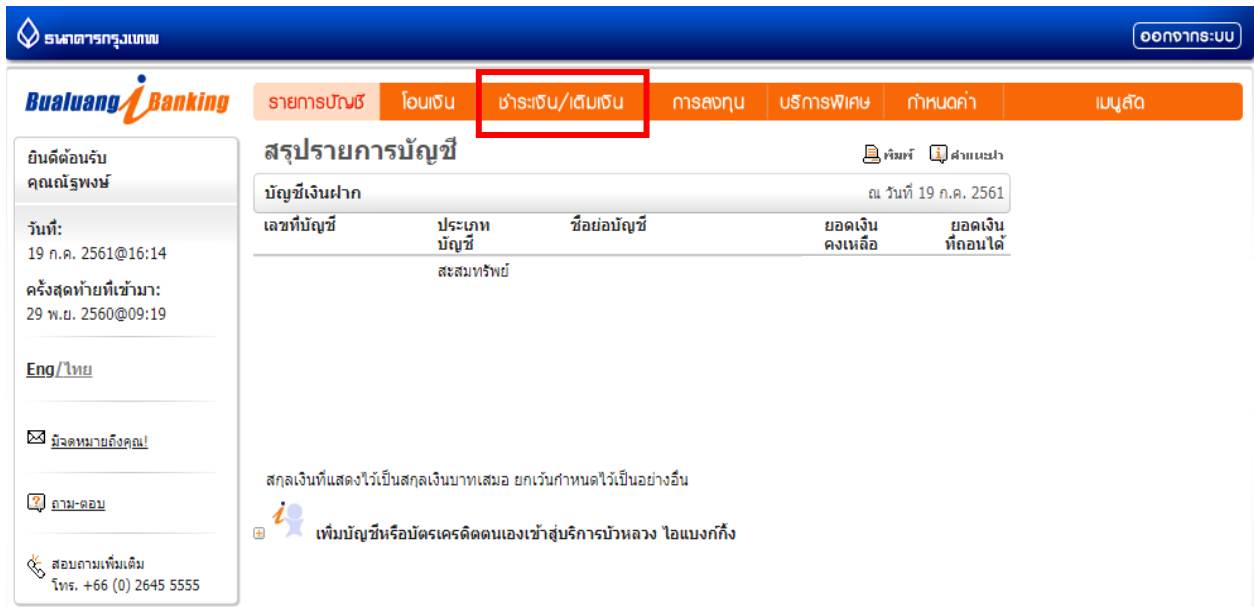 ธนาคารกรุงเทพ
ออกจากระบบ
Bualuang i Banking
รายการบัญชี โอนเงิน ชำระเงิน/เติมเงิน การลงทุน บริการพิเศษ กำหนดค่า เมนูลัด
ยินดีต้อนรับ
คุณณัฐพงษ์
วันที่:
19 ก.ค. 2561@16:14
ครั้งสุดท้ายที่เข้ามา:
29 พ.ย. 2560@09:19
Eng/ไทย
มีจดหมายถึงคุณ!
ถาม-ตอบ
สอบถามเพิ่มเติม
โทร. +66 (0) 2645 5555
สรุปรายการบัญชี
พิมพ์ คำแนะนำ
บัญชีเงินฝาก ณ วันที่ 19 ก.ค. 2561
เลขที่บัญชี ประเภท ชื่อย่อบัญชี ยอดเงิน ยอดเงิน
บัญชี คงเหลือ ที่ถอนได้
สะสมทรัพย์
สกุลเงินที่แสดงไว้เป็นสกุลเงินบาทเสมอ ยกเว้นกำหนดไว้เป็นอย่างอื่น
เพิ่มบัญชีหรือบัตรเครดิตตนเองเข้าสู่บริการบัวหลวง ไอแบงก์กิ้ง